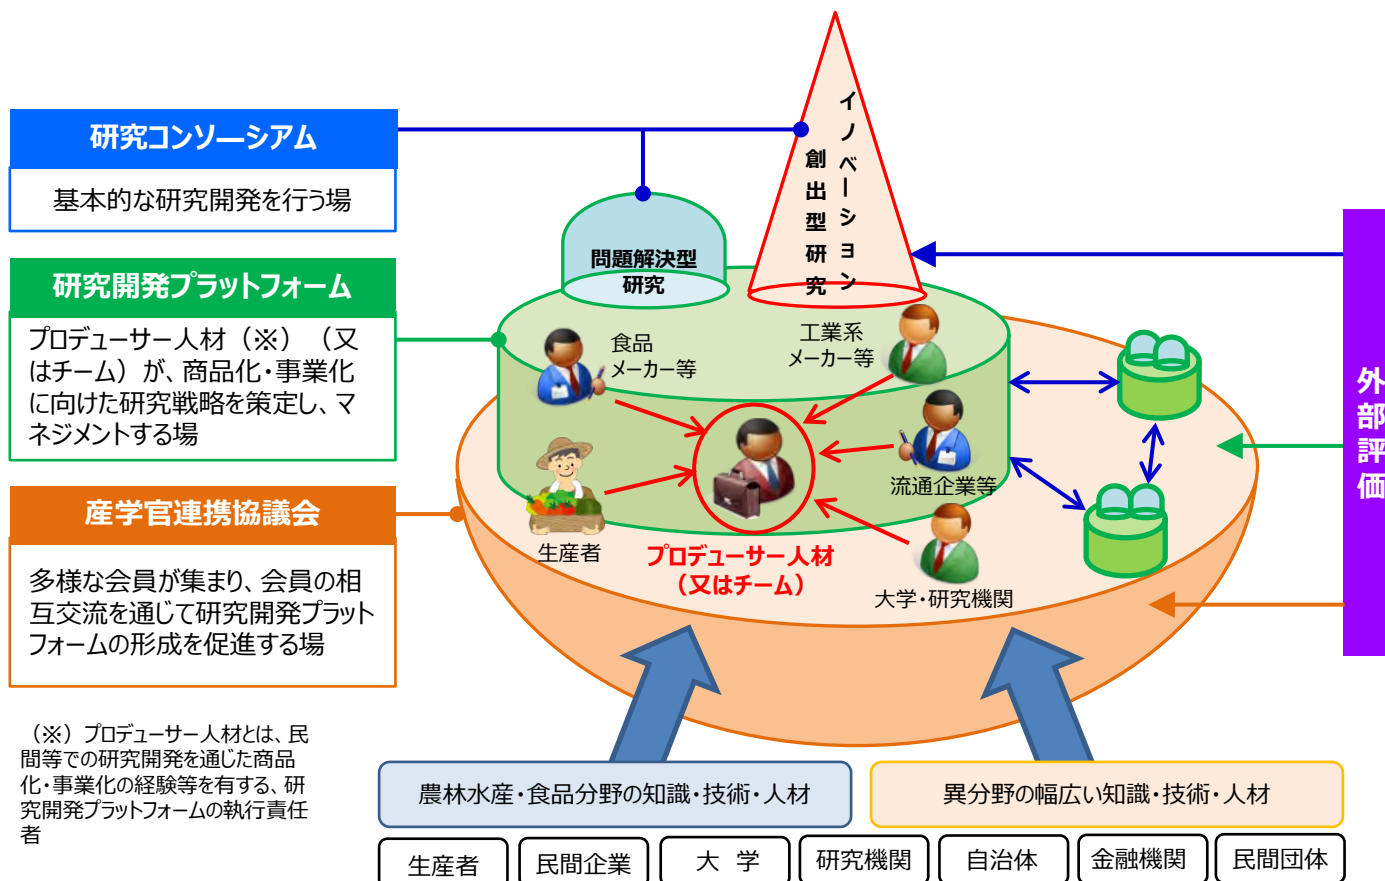 研究コンソーシアム
基本的な研究開発を行う場
研究開発プラットフォーム
プロデューサー人材（※）（又
はチーム）が、商品化・事業化
に向けた研究戦略を策定し、マ
ネジメントする場
産学官連携協議会
多様な会員が集まり、会員の相
互交流を通じて研究開発プラット
フォームの形成を促進する場
（※）プロデューサー人材とは、民
間等での研究開発を通じた商品
化・事業化の経験等を有する、研
究開発プラットフォームの執行責任
者
イノベーション
創出型研究
問題解決型
研究
食品
メーカー等
工業系
メーカー等
生産者
流通企業等
プロデューサー人材
（又はチーム）
大学・研究機関
外部評価
農林水産・食品分野の知識・技術・人材
異分野の幅広い知識・技術・人材
生産者
民間企業
大　学
研究機関
自治体
金融機関
民間団体